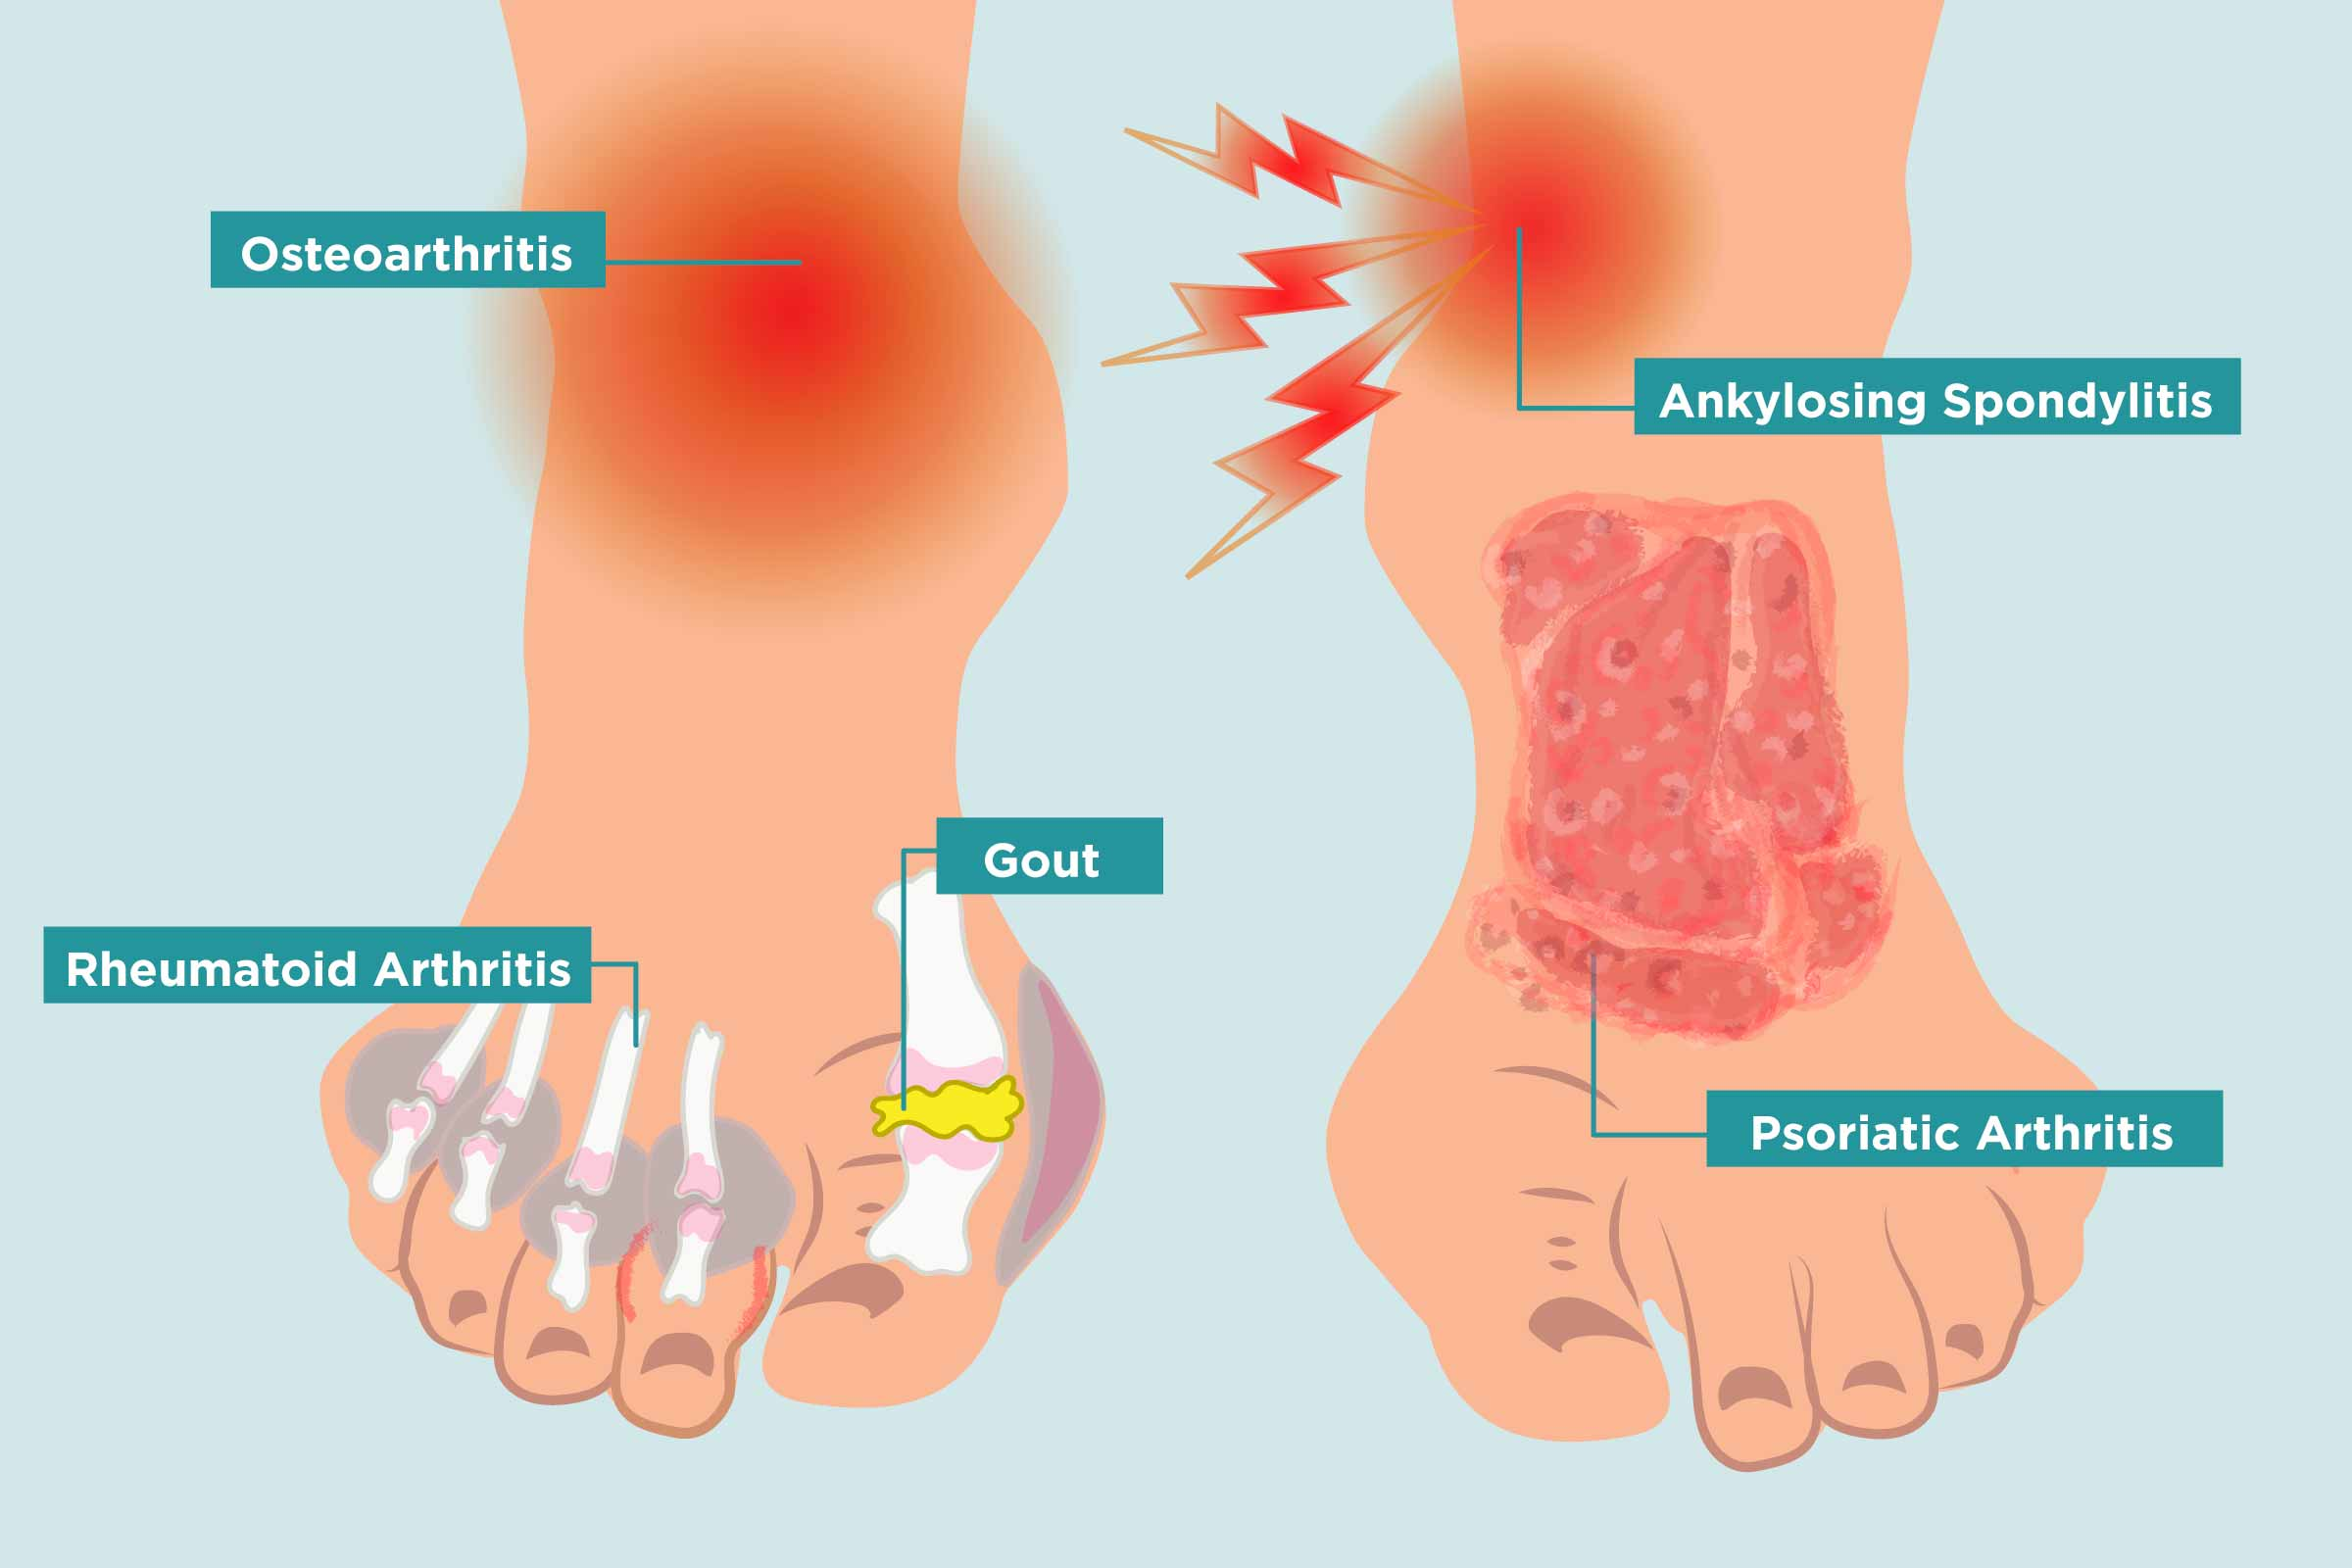 Osteoarthritis
Ankylosing Spondylitis
Gout
Rheumatoid Arthritis
Psoriatic Arthritis